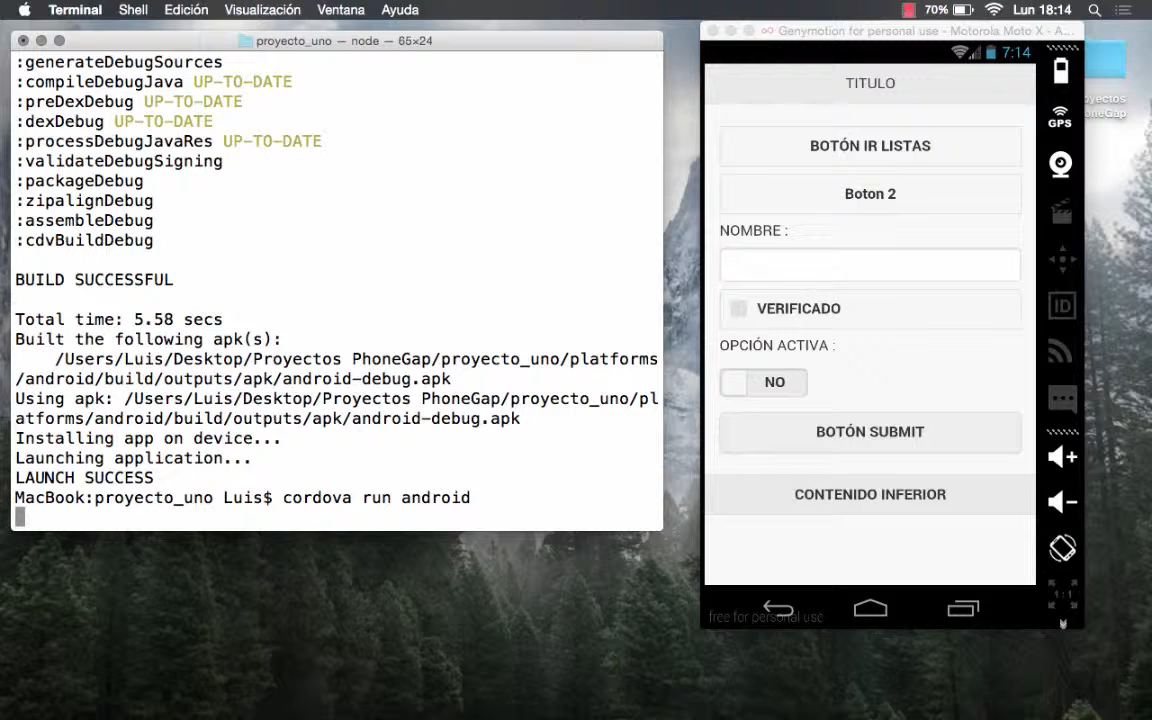 Terminal Shell Edición Visualización Ventana Ayuda 70% Lun 18:14
proyecto_uno — node — 65×24
:generateDebugSources
:compileDebugJava UP-TO-DATE
:preDexDebug UP-TO-DATE
:dexDebug UP-TO-DATE
:processDebugJavaRes UP-TO-DATE
:validateDebugSigning
:packageDebug
:zipalignDebug
:assembleDebug
:cdvBuildDebug
BUILD SUCCESSFUL
Total time: 5.58 secs
Built the following apk(s):
/Users/Luis/Desktop/Proyectos PhoneGap/proyecto_uno/platforms
/android/build/outputs/apk/android-debug.apk
Using apk: /Users/Luis/Desktop/Proyectos PhoneGap/proyecto_uno/pl
atforms/android/build/outputs/apk/android-debug.apk
Installing app on device...
Launching application...
LAUNCH SUCCESS
MacBook:proyecto_uno Luis$ cordova run android
Genymotion for personal use - Motorola Moto X - A...
7:14
TITULO
BOTÓN IR LISTAS
Boton 2
NOMBRE :
VERIFICADO
OPCIÓN ACTIVA :
NO
BOTÓN SUBMIT
CONTENIDO INFERIOR
free for personal use
GPS
ID
1:1